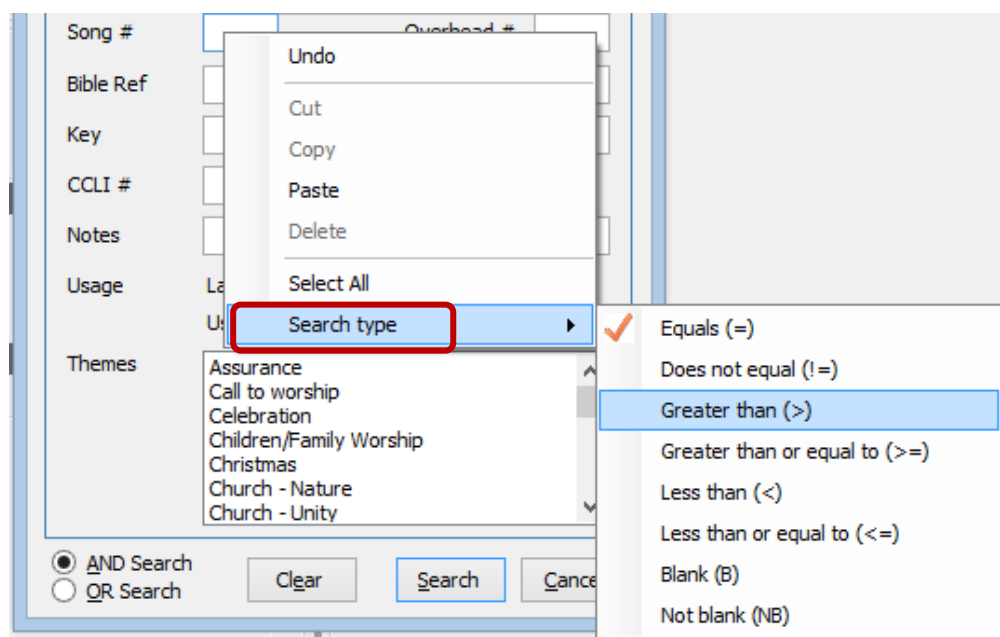 Song #
Overhead #
Bible Ref
Key
CCLI #
Notes
Usage
Themes
Undo
Cut
Copy
Paste
Delete
Select All
Search type
Equals (=)
Does not equal (!=)
Greater than (>)
Greater than or equal to (>=)
Less than (<)
Less than or equal to (<=)
Blank (B)
Not blank (NB)
Assurance
Call to worship
Celebration
Children/Family Worship
Christmas
Church - Nature
Church - Unity
AND Search
OR Search
Clear
Search